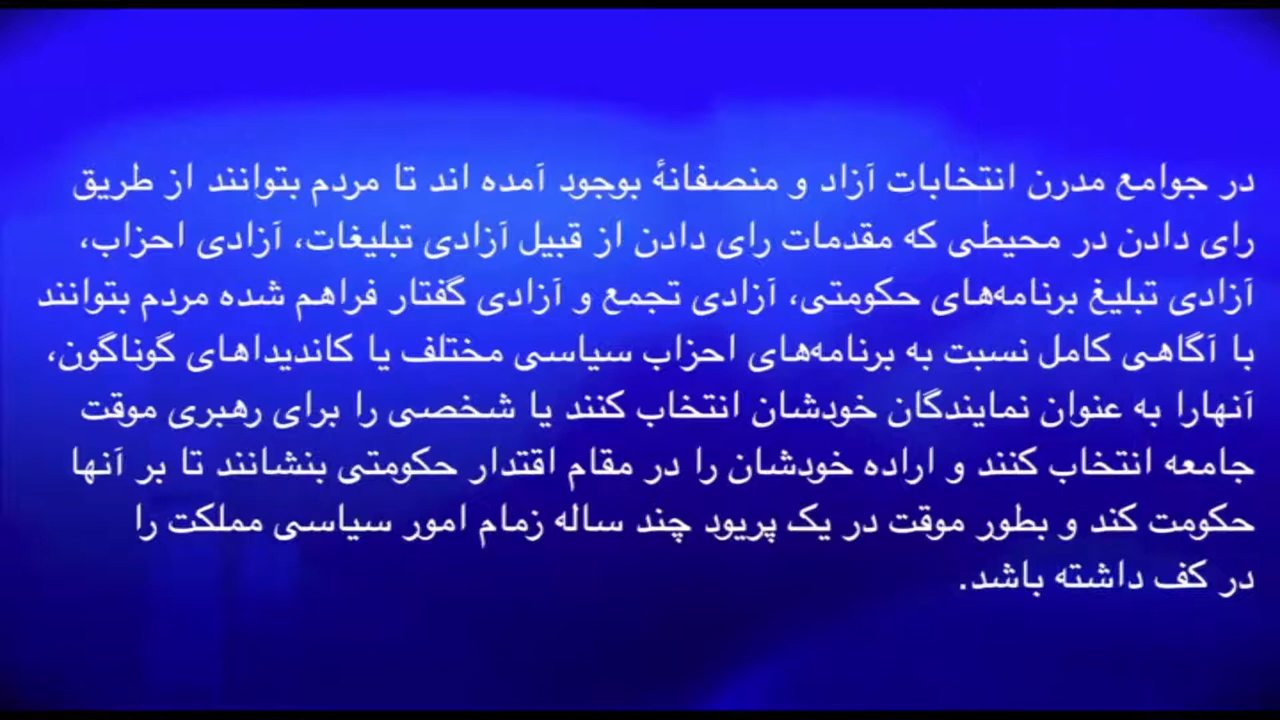 در جوامع مدرن انتخابات آزاد و منصفانهٔ بوجود آمده اند تا مردم بتوانند از طریق
رای دادن در محیطی که مقدمات رای دادن از قبیل آزادی تبلیغات، آزادی احزاب،
آزادی تبلیغ برنامه‌های حکومتی، آزادی تجمع و آزادی گفتار فراهم شده مردم بتوانند
با آگاهی کامل نسبت به برنامه‌های احزاب سیاسی مختلف یا کاندیداهای گوناگون،
آنهارا به عنوان نمایندگان خودشان انتخاب کنند یا شخصی را برای رهبری موقت
جامعه انتخاب کنند و اراده خودشان را در مقام اقتدار حکومتی بنشانند تا بر آنها
حکومت کند و بطور موقت در یک پریود چند ساله زمام امور سیاسی مملکت را
در کف داشته باشد.